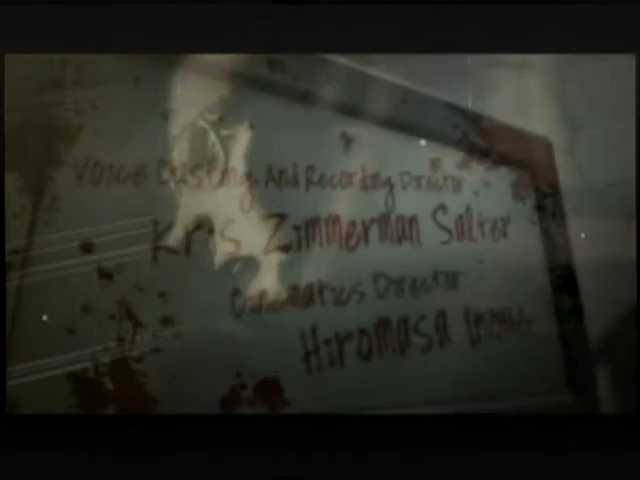 Voice Casting And Recording Director
Kris Zimmerman Salter
Cinematics Director
Hiromasa